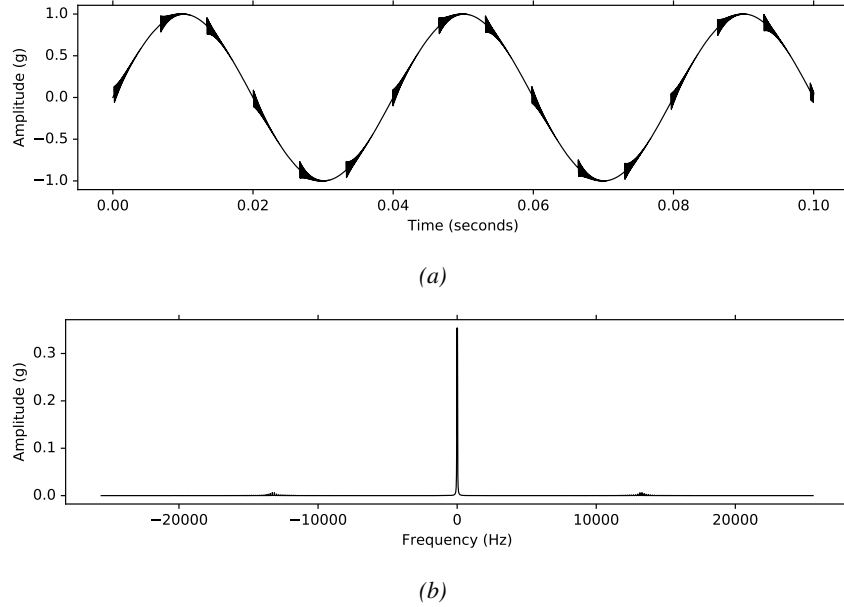 1.0
0.5
0.0
−0.5
−1.0
Amplitude (g)
0.00 0.02 0.04 0.06 0.08 0.10
Time (seconds)
(a)
0.3
0.2
0.1
0.0
Amplitude (g)
−20000 −10000 0 10000 20000
Frequency (Hz)
(b)